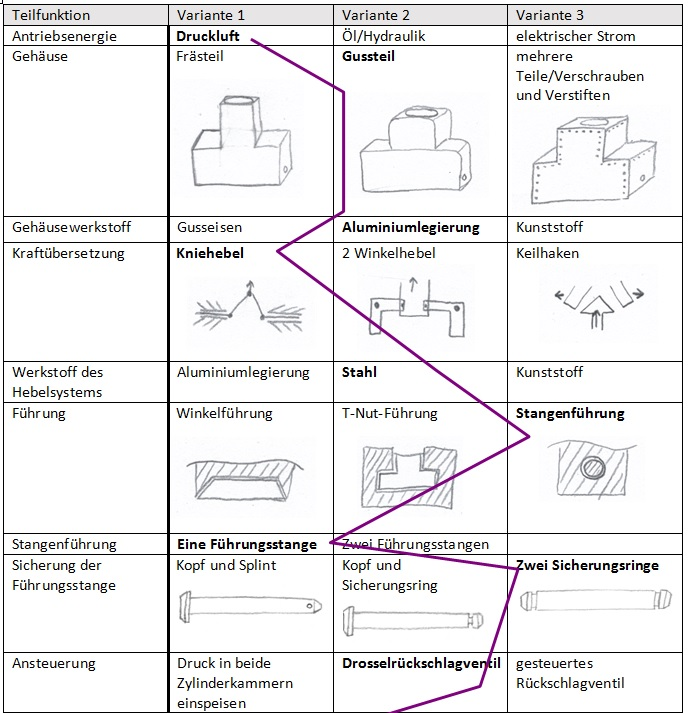 Teilfunktion Variante 1 Variante 2 Variante 3
Antriebsenergie Druckluft Öl/Hydraulik elektrischer Strom
Gehäuse Frästeil Gussteil mehrere
Teile/Verschrauben
und Verstiften
Gehäusewerkstoff Gusseisen Aluminiumlegierung Kunststoff
Kraftübersetzung Kniehebel 2 Winkelhebel Keilhaken
Werkstoff des Aluminiumlegierung Stahl Kunststoff
Hebelsystems
Führung Winkelführung T-Nut-Führung Stangenführung
Stangenführung Eine Führungsstange Zwei Führungsstangen
Sicherung der Kopf und Splint Kopf und Zwei Sicherungsringe
Führungsstange Sicherungsring
Ansteuerung Druck in beide Drosselrückschlagventil gesteuertes
Zylinderkammern Rückschlagventil
einspeisen